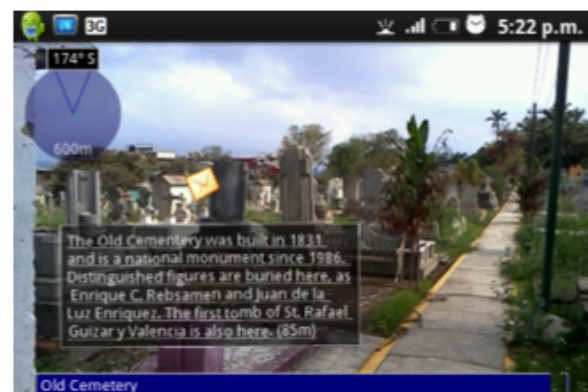 3G
5:22 p.m.
174° S
600m
The Old Cementery was built in 1831
and is a national monument since 1986.
Distinguished figures are buried here, as
Enrique C. Rebsamen and Juan de la
Luz Enriquez. The first tomb of St. Rafael
Guizar y Valencia is also here. (85m)
Old Cemetery